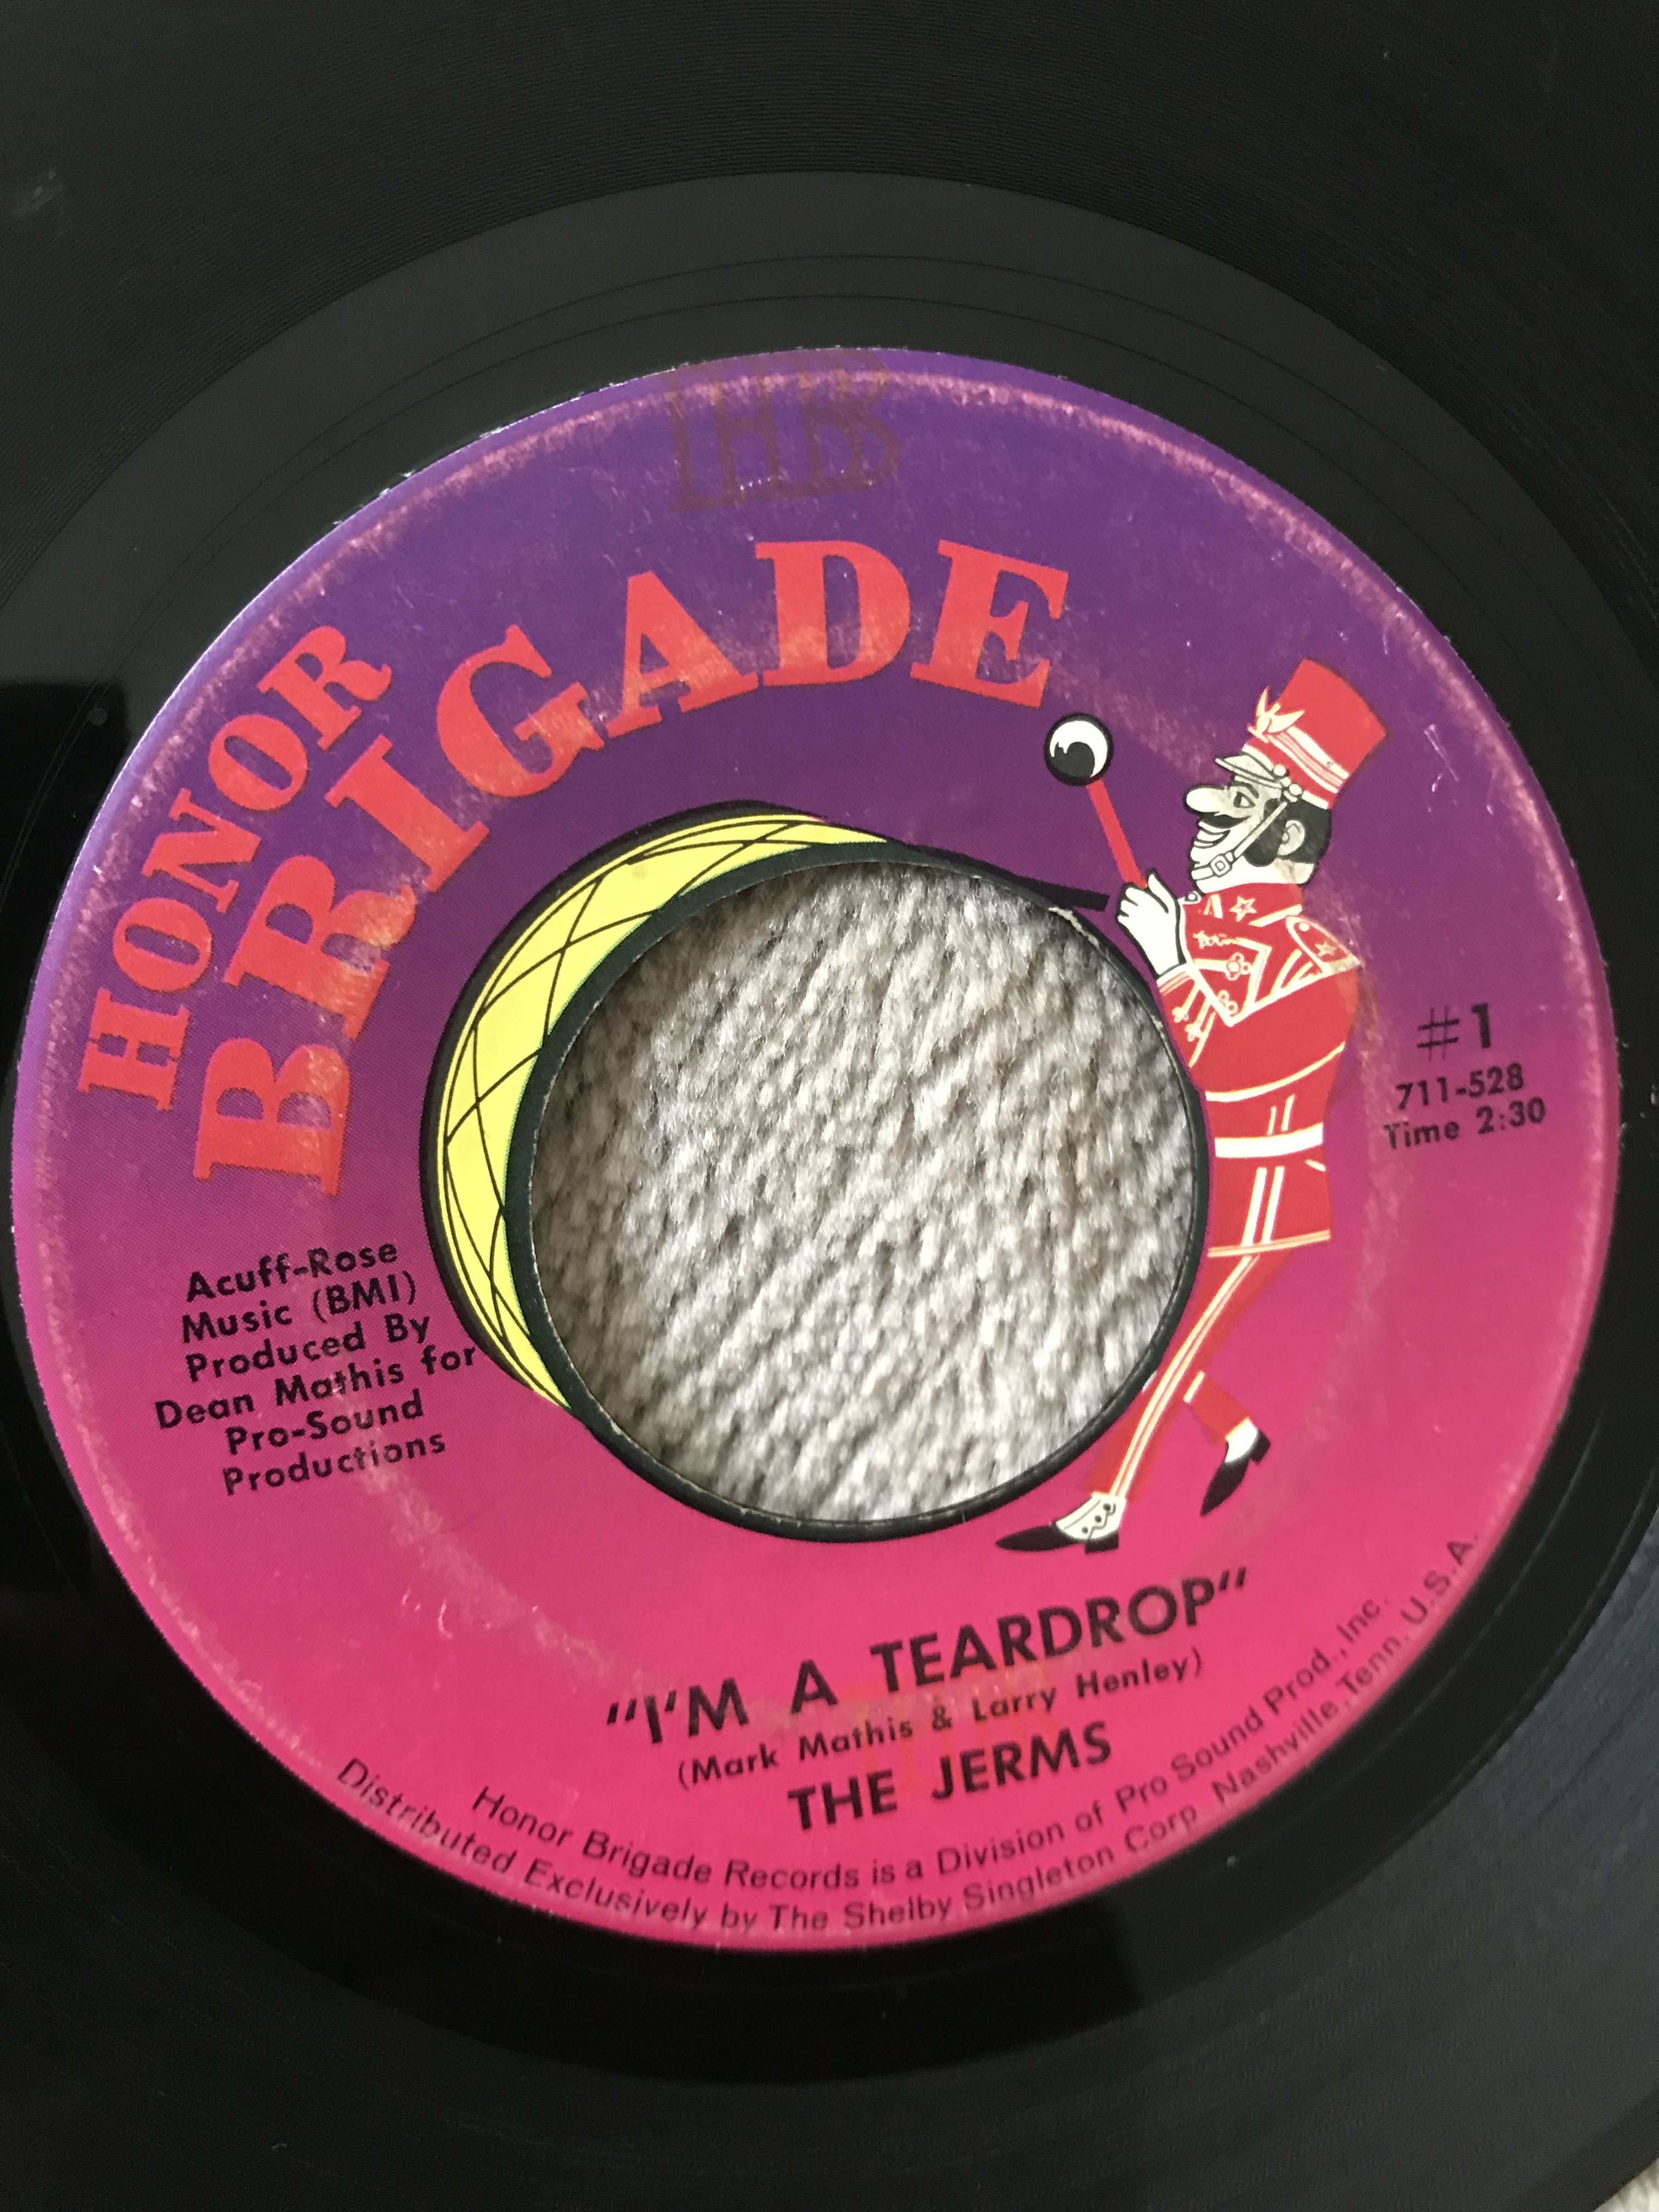 HONOR
BRIGADE
#1
711-528
Time 2:30
Acuff-Rose
Music (BMI)
Produced By
Dean Mathis for
Pro-Sound
Productions
"I'M A TEARDROP"
(Mark Mathis & Larry Henley)
THE JERMS
Honor Brigade Records is a Division of Pro Sound Prod., Inc.
Distributed Exclusively by The Shelby Singleton Corp. Nashville, Tenn. U.S.A.